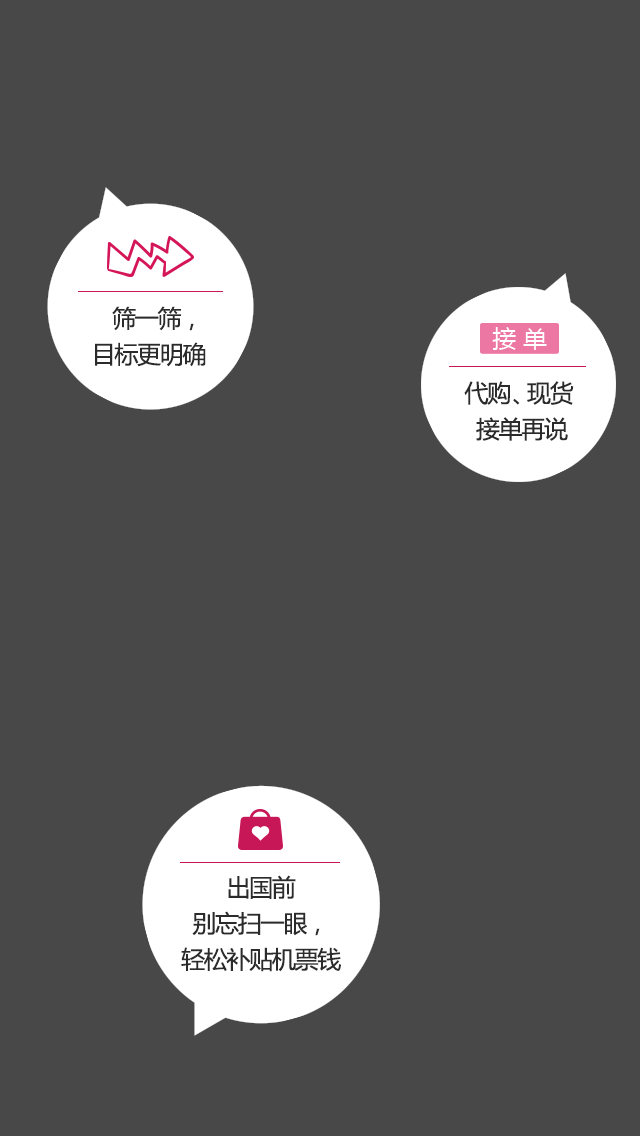 筛一筛，
目标更明确
接单
代购、现货
接单再说
出国前
别忘扫一眼，
轻松补贴机票钱